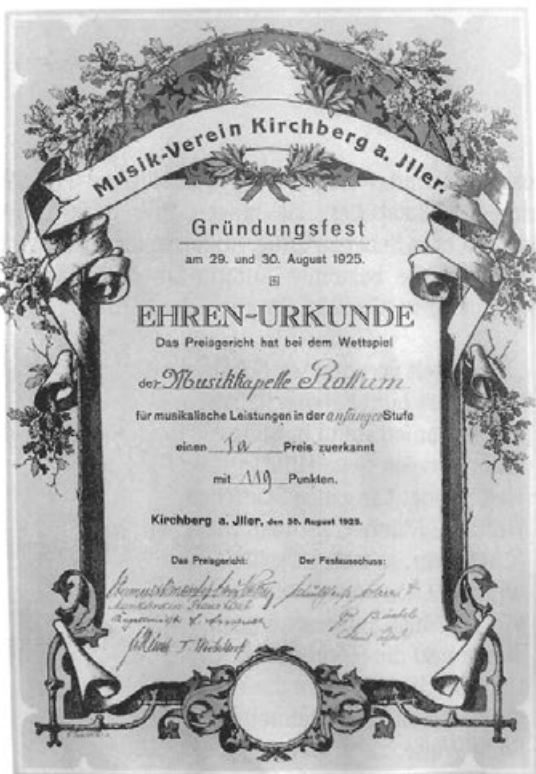 Musik-Verein Kirchberg a. Jller.
Gründungsfest
am 29. und 30. August 1925.
EHREN-URKUNDE
Das Preisgericht hat bei dem Wettspiel
der Musikkapelle Rottum
für musikalische Leistungen in der anfänger Stufe
einen Ia Preis zuerkannt
mit 119 Punkten.
Kirchberg a. Jller, den 30. August 1925.
Das Preisgericht: Der Festausschuss: